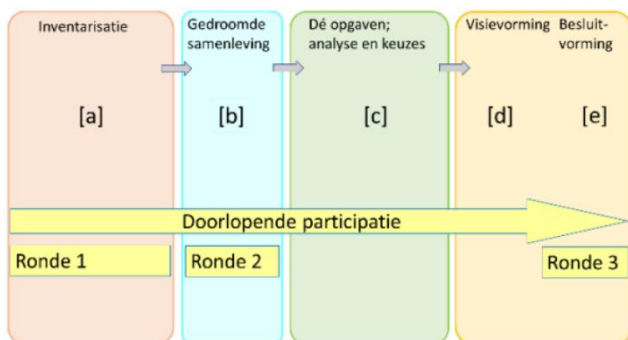 Inventarisatie
Gedroomde
samenleving
Dé opgaven;
analyse en keuzes
Visievorming
Besluit-
vorming
[a]
[b]
[c]
[d]
[e]
Doorlopende participatie
Ronde 1
Ronde 2
Ronde 3